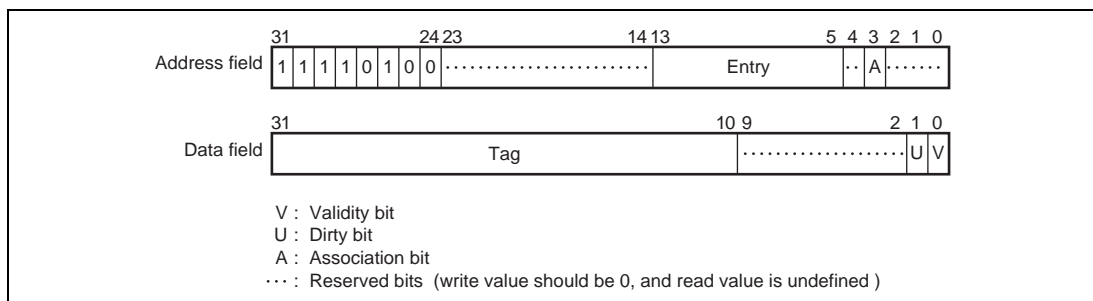 31 24 23 14 13 5 4 3 2 1 0
Address field 1 1 1 1 0 1 0 0 ························ Entry ·· A ·······
31 10 9 2 1 0
Data field Tag ··················· U V
V : Validity bit
U : Dirty bit
A : Association bit
··· : Reserved bits (write value should be 0, and read value is undefined )